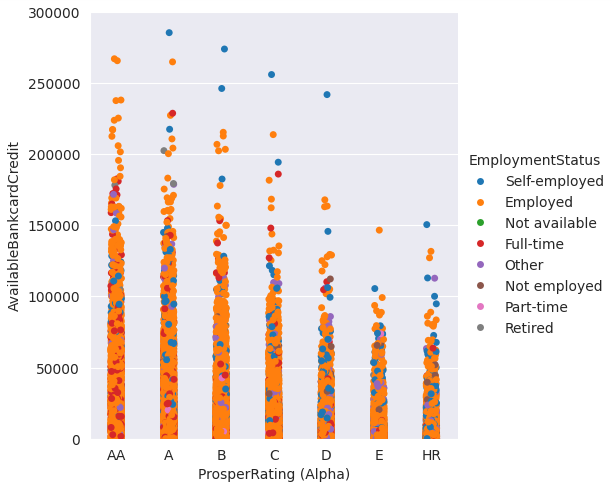 300000
250000
200000
150000
100000
50000
0
AvailableBankcardCredit
AA A B C D E HR
ProsperRating (Alpha)
EmploymentStatus
Self-employed
Employed
Not available
Full-time
Other
Not employed
Part-time
Retired